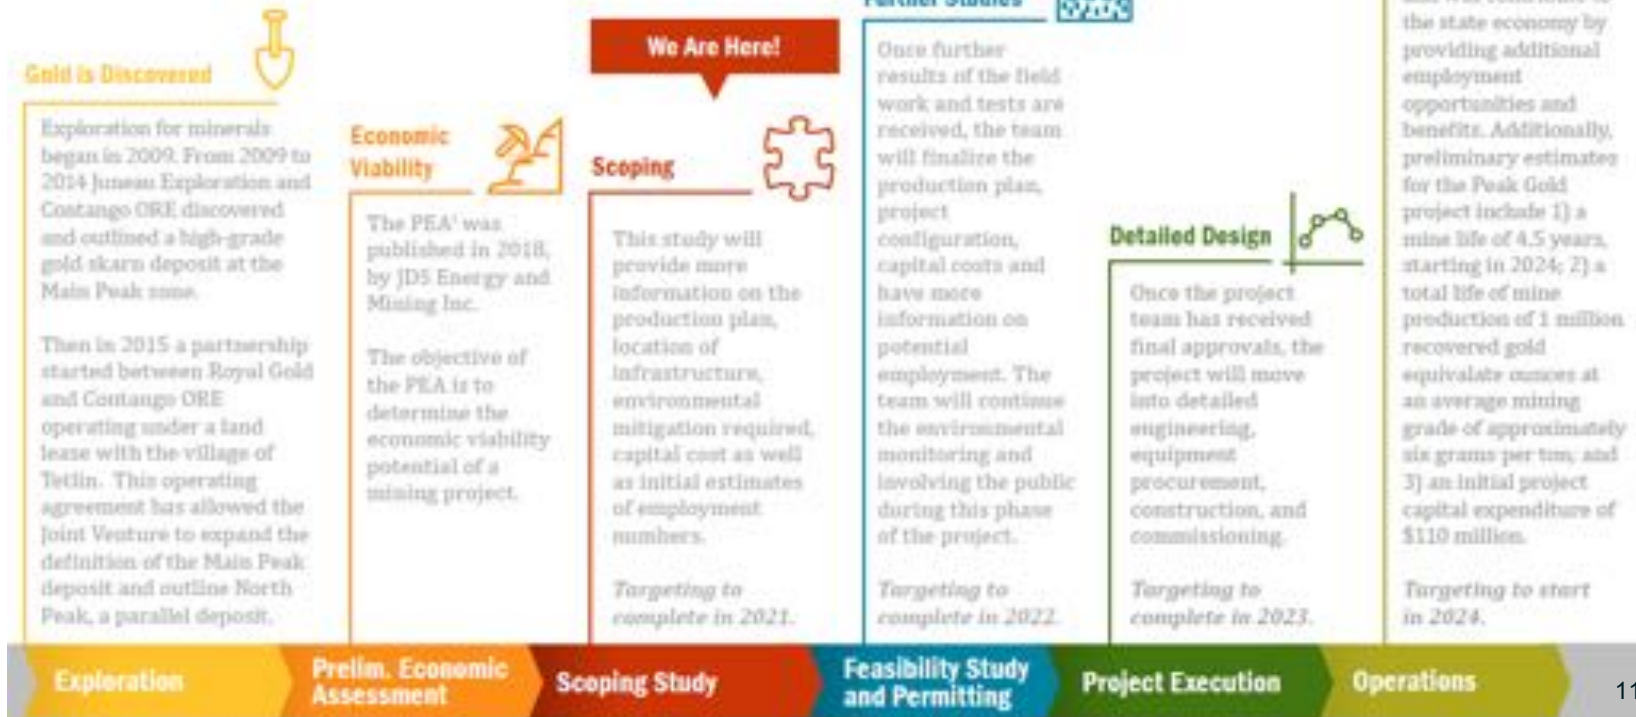 Gold is Discovered
Exploration for minerals
began in 2009. From 2009 to
2014 Juneau Exploration and
Contango ORE discovered
and outlined a high-grade
gold skarn deposit at the
Main Peak zone.
Then in 2015 a partnership
started between Royal Gold
and Contango ORE
operating under a land
lease with the village of
Tetlin. This operating
agreement has allowed the
Joint Venture to expand the
definition of the Main Peak
deposit and outline North
Peak, a parallel deposit.
Economic
Viability
The PEA¹ was
published in 2018,
by JDS Energy and
Mining Inc.
The objective of
the PEA is to
determine the
economic viability
potential of a
mining project.
We Are Here!
Scoping
This study will
provide more
information on the
production plan,
location of
infrastructure,
environmental
mitigation required,
capital cost as well
as initial estimates
of employment
numbers.
Targeting to
complete in 2021.
Further Studies
Once further
results of the field
work and tests are
received, the team
will finalize the
production plan,
project
configuration,
capital costs and
have more
information on
potential
employment. The
team will continue
the environmental
monitoring and
involving the public
during this phase
of the project.
Targeting to
complete in 2022.
Detailed Design
Once the project
team has received
final approvals, the
project will move
into detailed
engineering,
equipment
procurement,
construction, and
commissioning.
Targeting to
complete in 2023.
the state economy by
providing additional
employment
opportunities and
benefits. Additionally,
preliminary estimates
for the Peak Gold
project include 1) a
mine life of 4.5 years,
starting in 2024; 2) a
total life of mine
production of 1 million
recovered gold
equivalate ounces at
an average mining
grade of approximately
six grams per ton; and
3) an initial project
capital expenditure of
$110 million.
Targeting to start
in 2024.
Exploration
Prelim. Economic
Assessment
Scoping Study
Feasibility Study
and Permitting
Project Execution
Operations
11